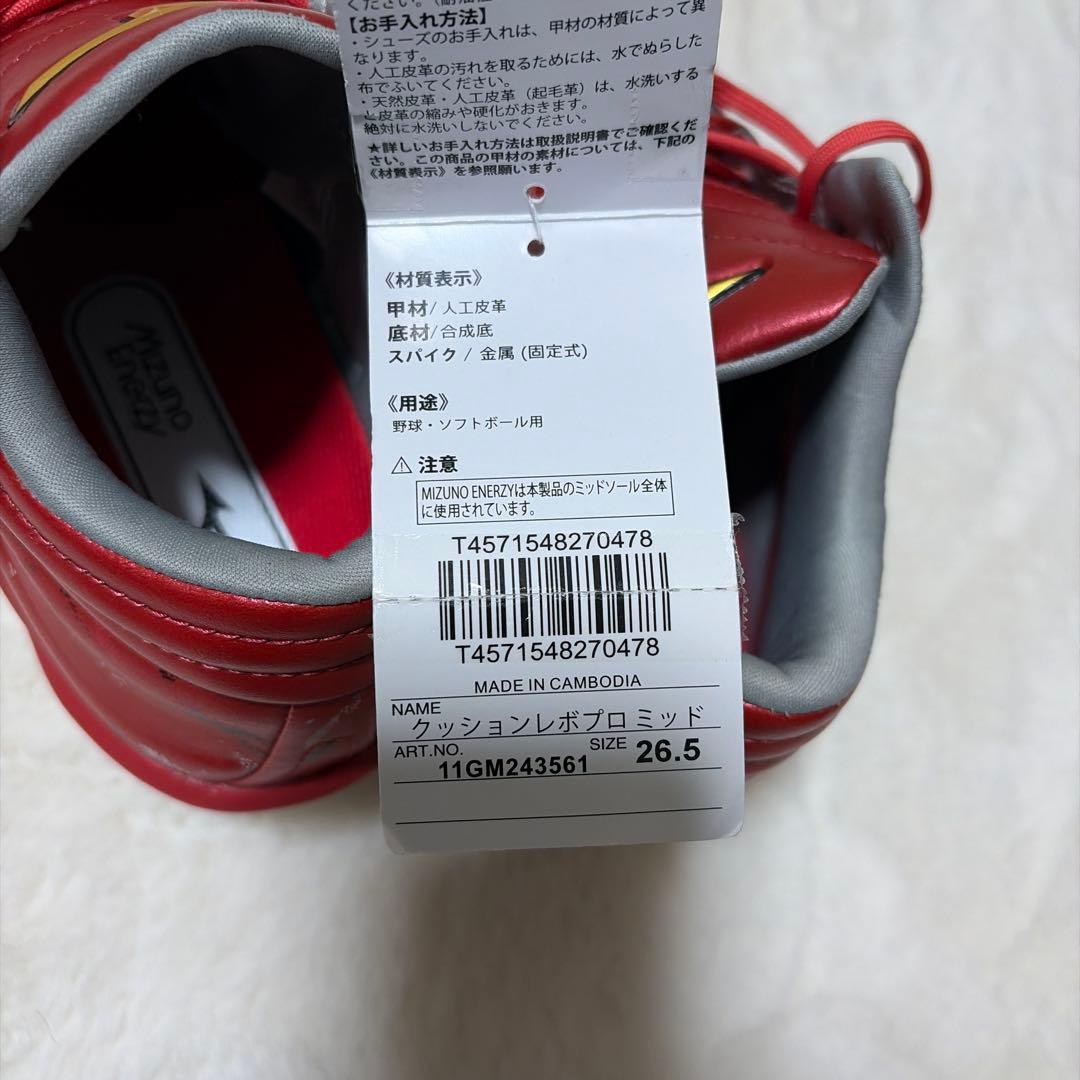 【お手入れ方法】
・シューズのお手入れは、甲材の材質によって異
なります。
・人工皮革の汚れを取るためには、水でぬらした
布でふいてください。
・天然皮革・人工皮革（起毛革）は、水洗いする
と皮革の縮みや硬化がおきます。
絶対に水洗いしないでください。
★詳しいお手入れ方法は取扱説明書でご確認くだ
さい。この商品の甲材の素材については、下記の
《材質表示》を参照願います。
《材質表示》
甲材/人工皮革
底材/合成底
スパイク / 金属 (固定式)
《用途》
野球・ソフトボール用
⚠ 注意
MIZUNO ENERZYは本製品のミッドソール全体
に使用されています。
T4571548270478
T4571548270478
MADE IN CAMBODIA
NAME
クッションレボプロ ミッド
ART.NO. 11GM243561 SIZE 26.5
Mizuno
Enerzy